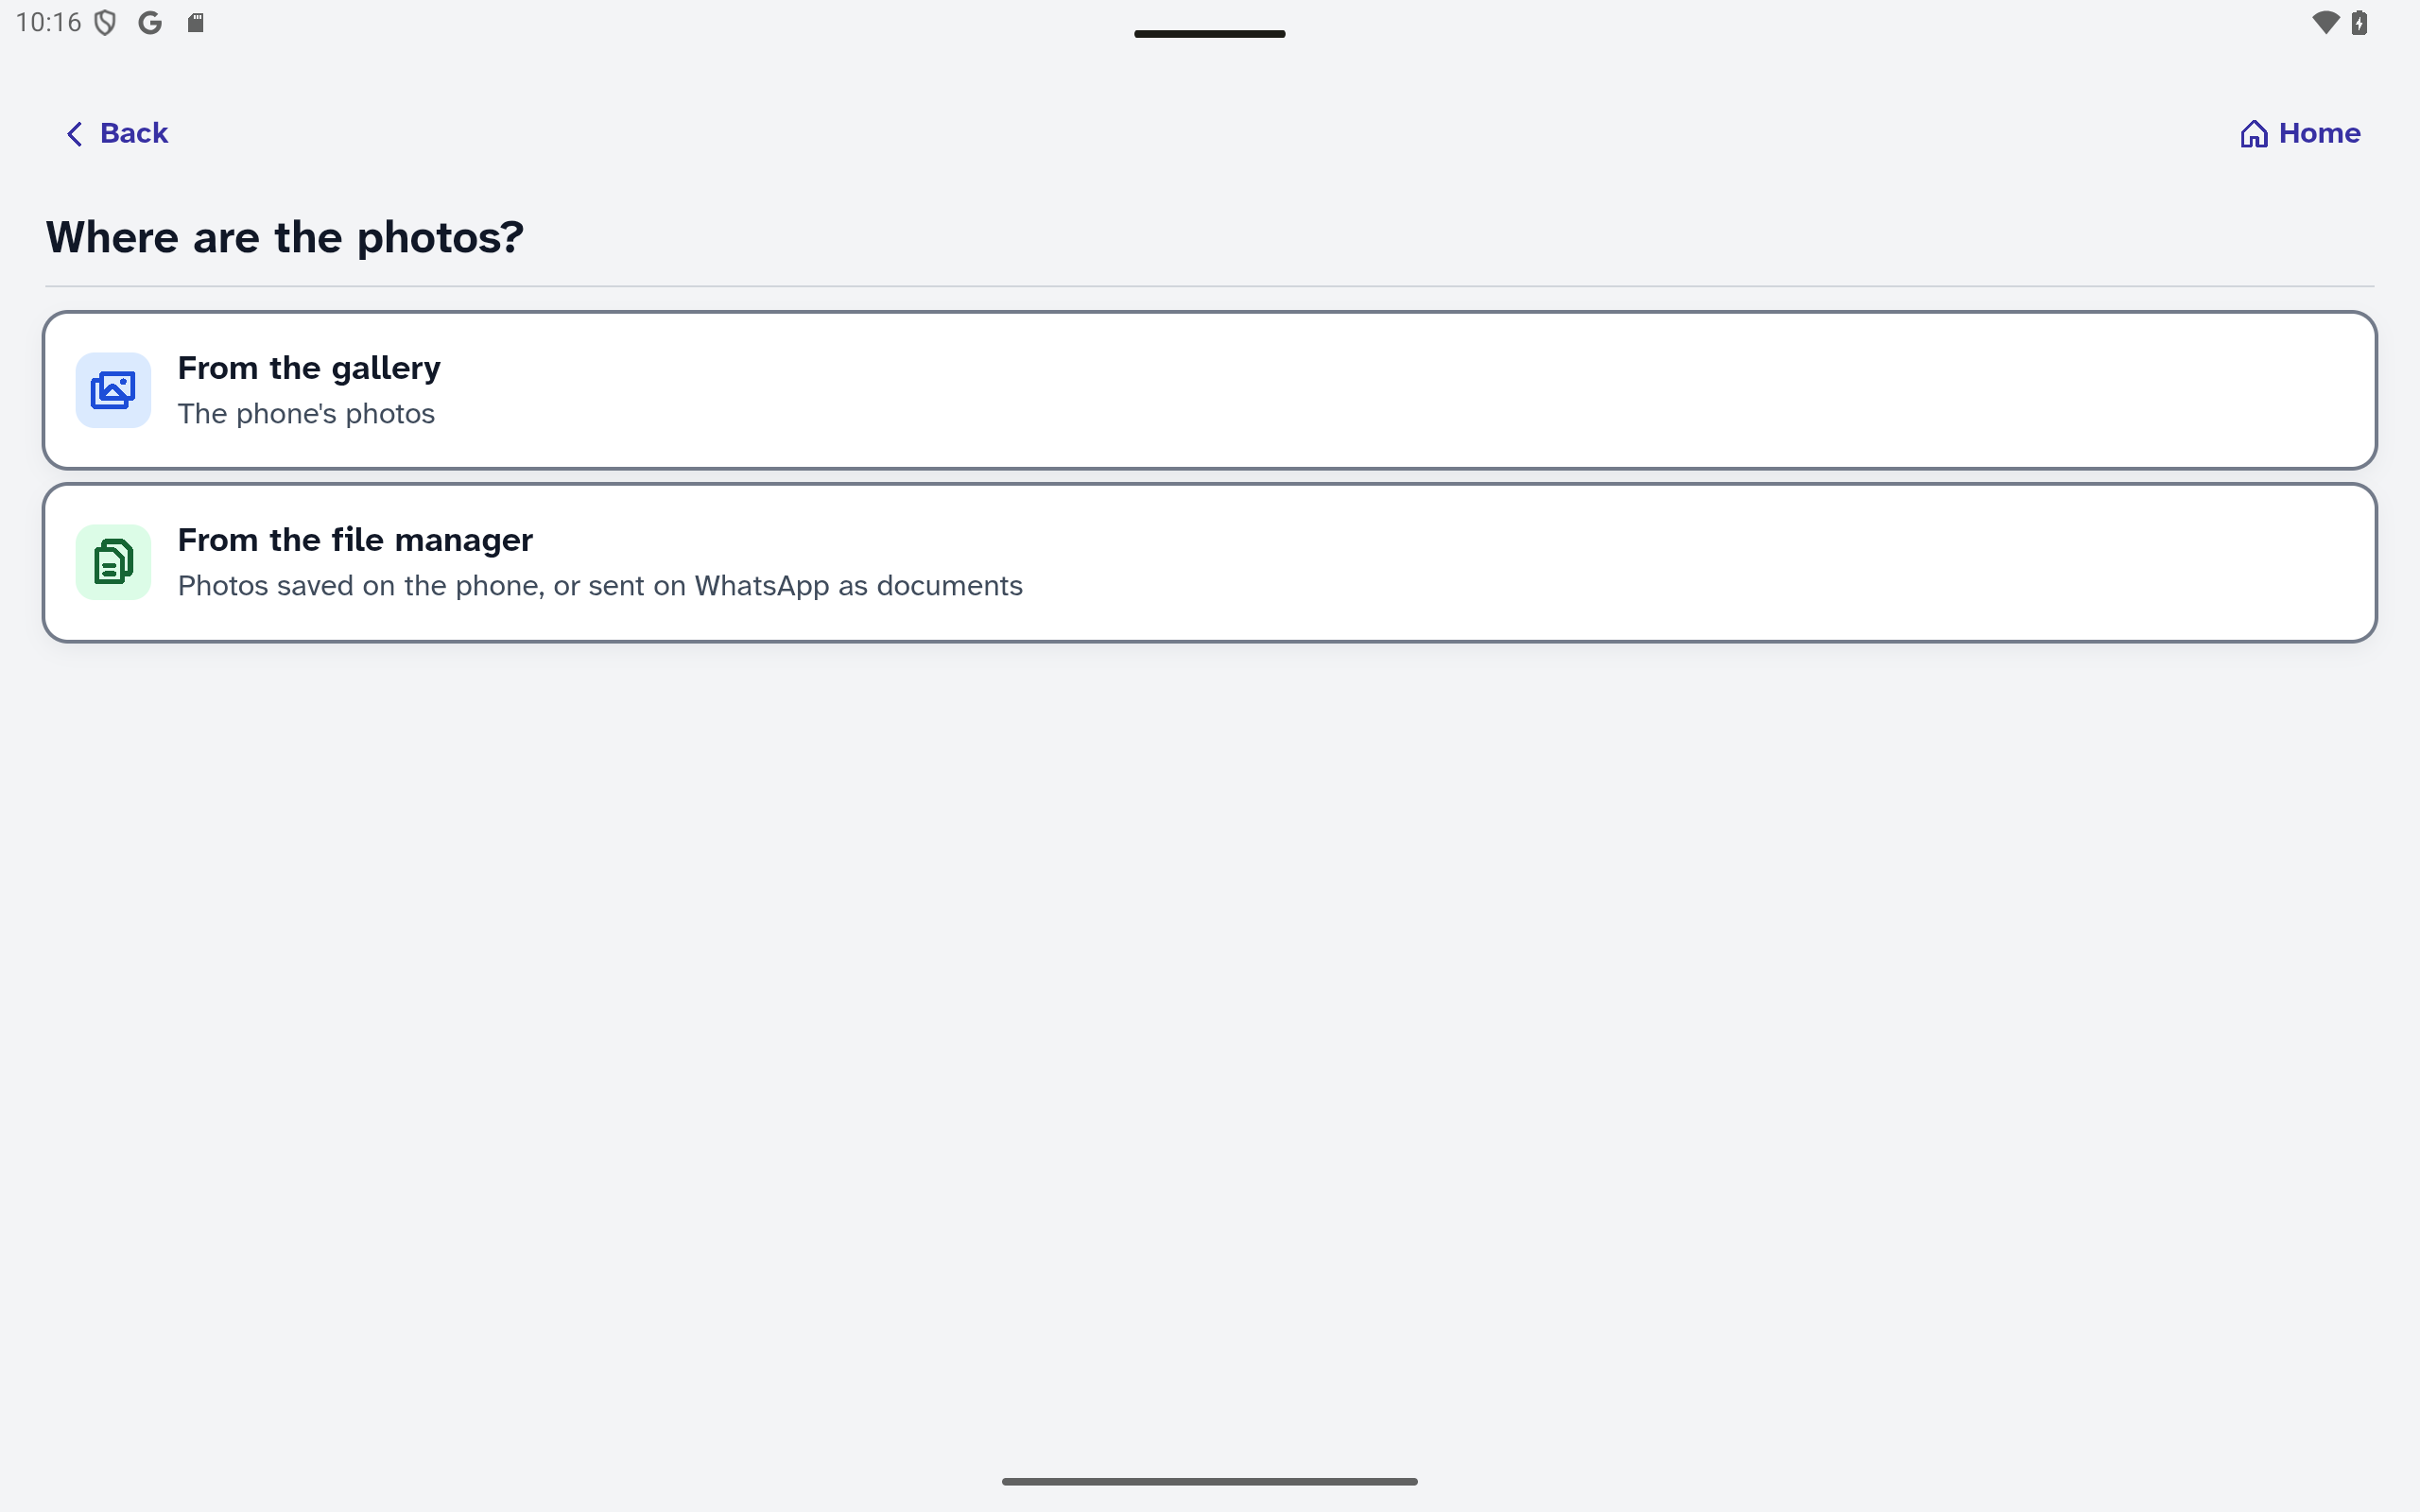 10:16
Back
Home
Where are the photos?
From the gallery
The phone's photos
From the file manager
Photos saved on the phone, or sent on WhatsApp as documents